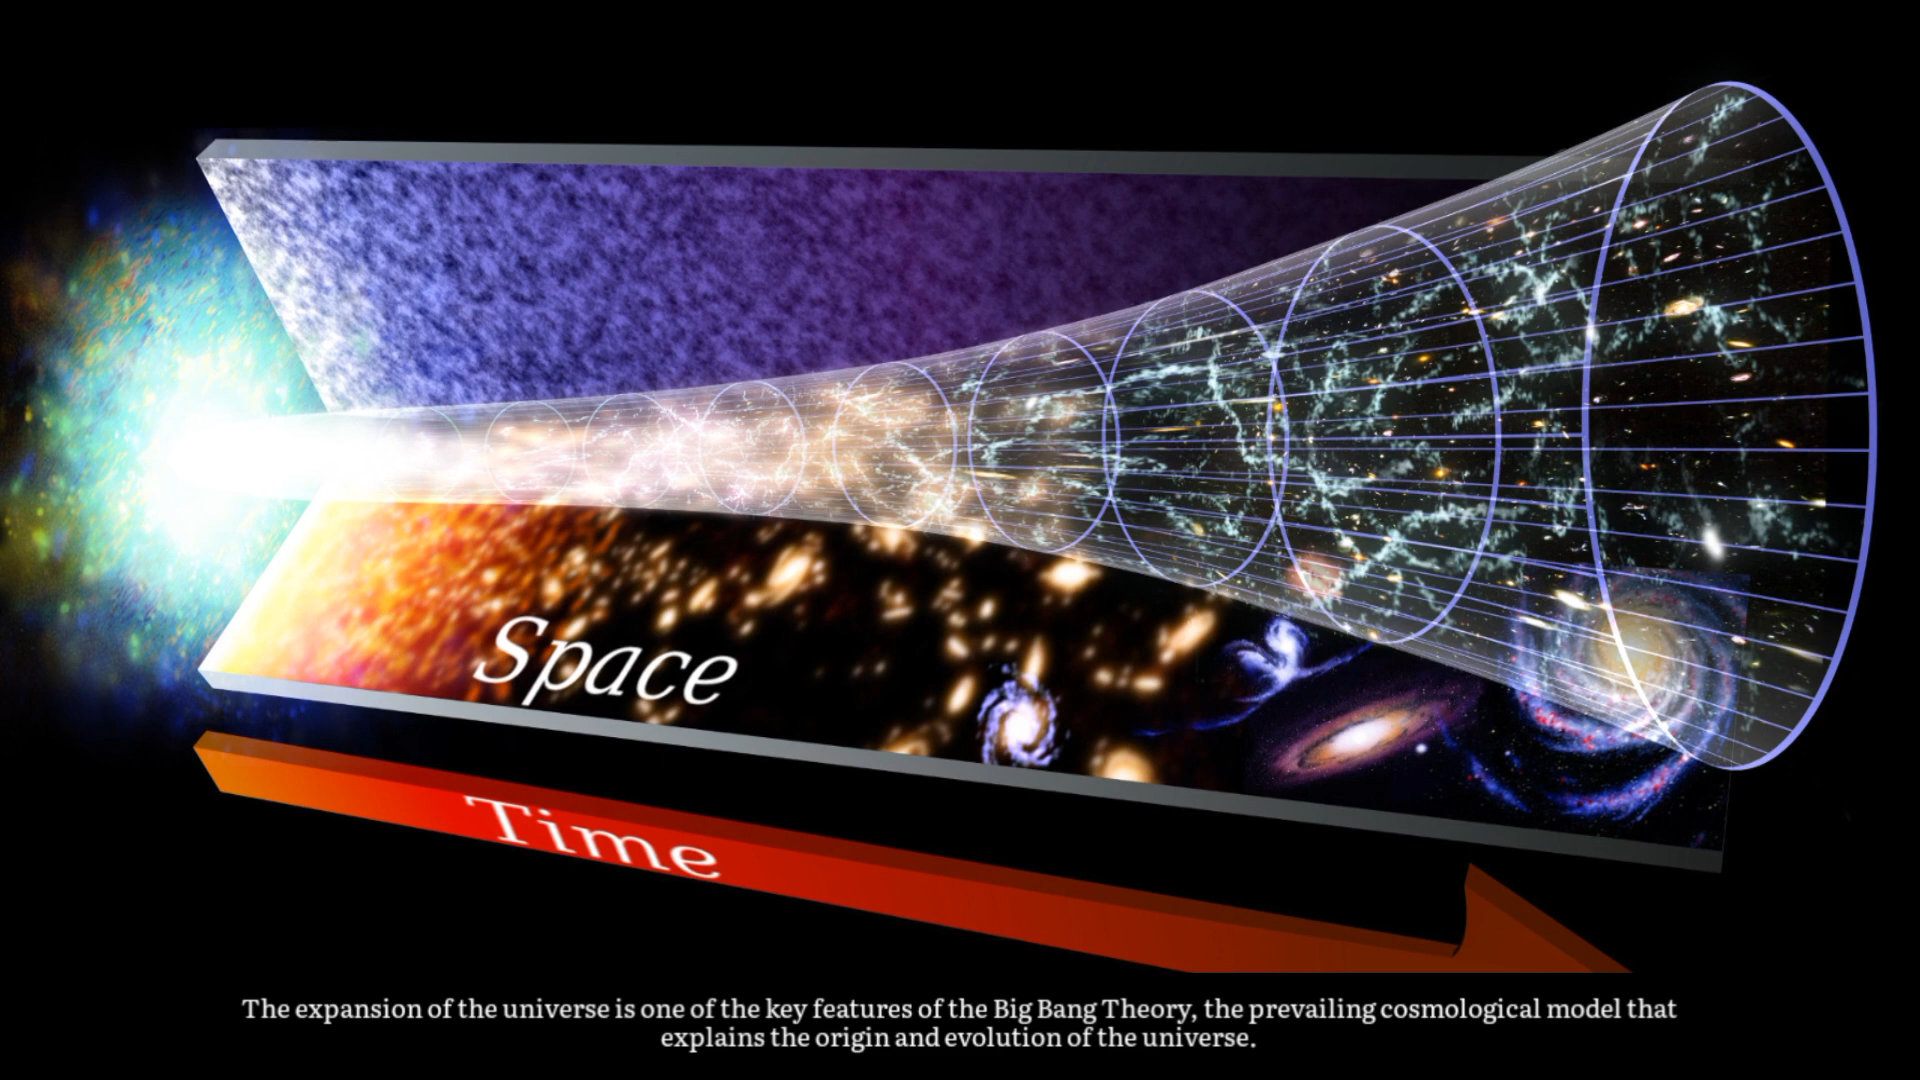 Space
Time
The expansion of the universe is one of the key features of the Big Bang Theory, the prevailing cosmological model that
explains the origin and evolution of the universe.